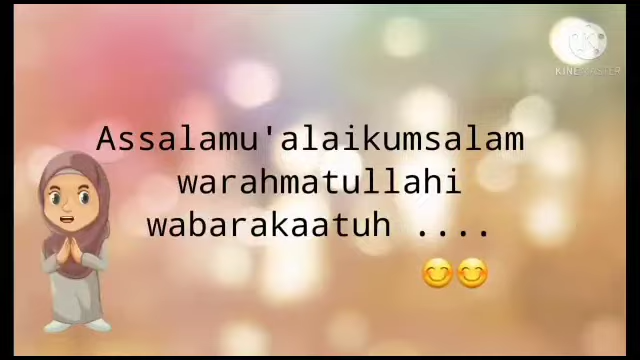 KINEMASTER
Assalamu'alaikumsalam
warahmatullahi
wabarakaatuh ....
😊😊